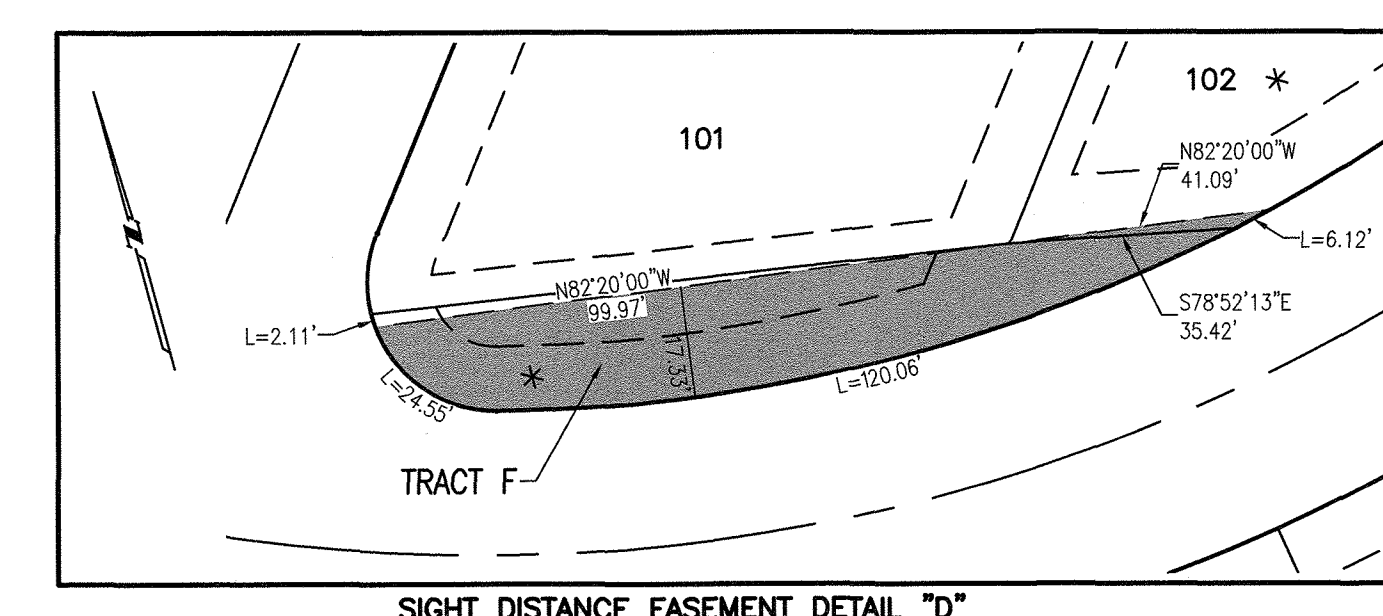 102 *
101
N82°20'00"W
41.09'
L=6.12'
N82°20'00"W
99.97'
S78°52'13"E
35.42'
L=2.11'
17.33'
*
L=24.55'
L=120.06'
TRACT F
SIGHT DISTANCE EASEMENT DETAIL "D"